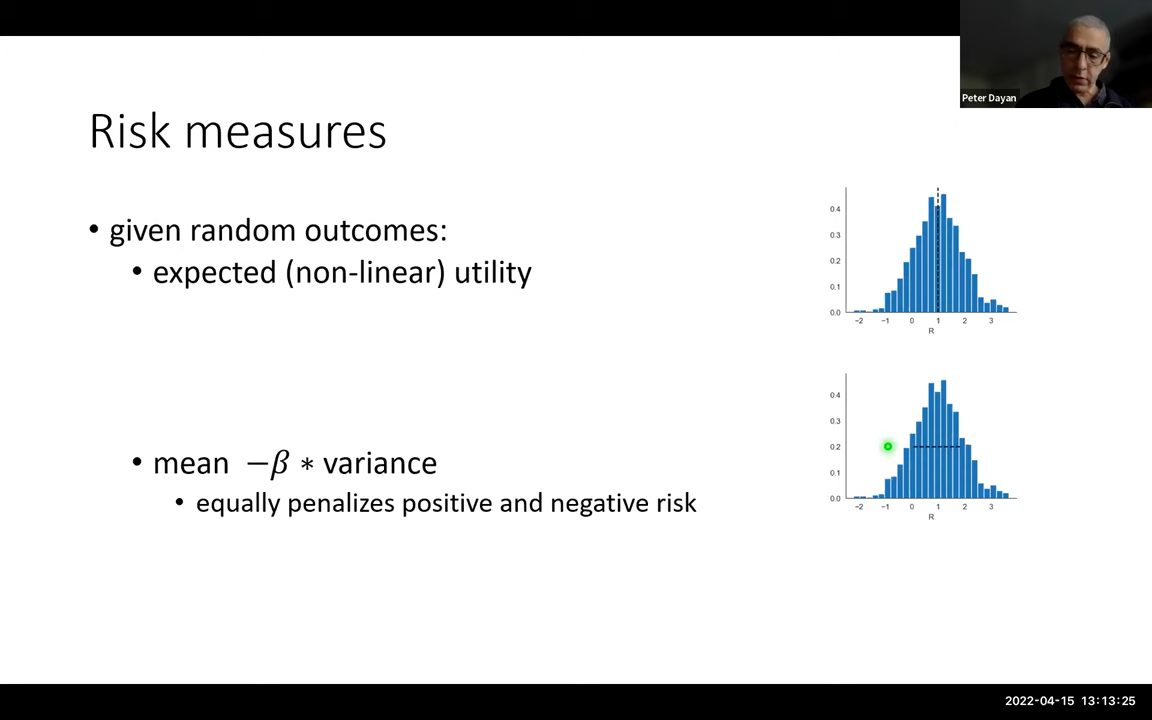 Peter Dayan
Risk measures
• given random outcomes:
• expected (non-linear) utility
0.4
0.3
0.2
0.1
0.0
−2 −1 0 1 2 3
R
• mean −β ∗ variance
• equally penalizes positive and negative risk
0.4
0.3
0.2
0.1
0.0
−2 −1 0 1 2 3
R
2022-04-15 13:13:25